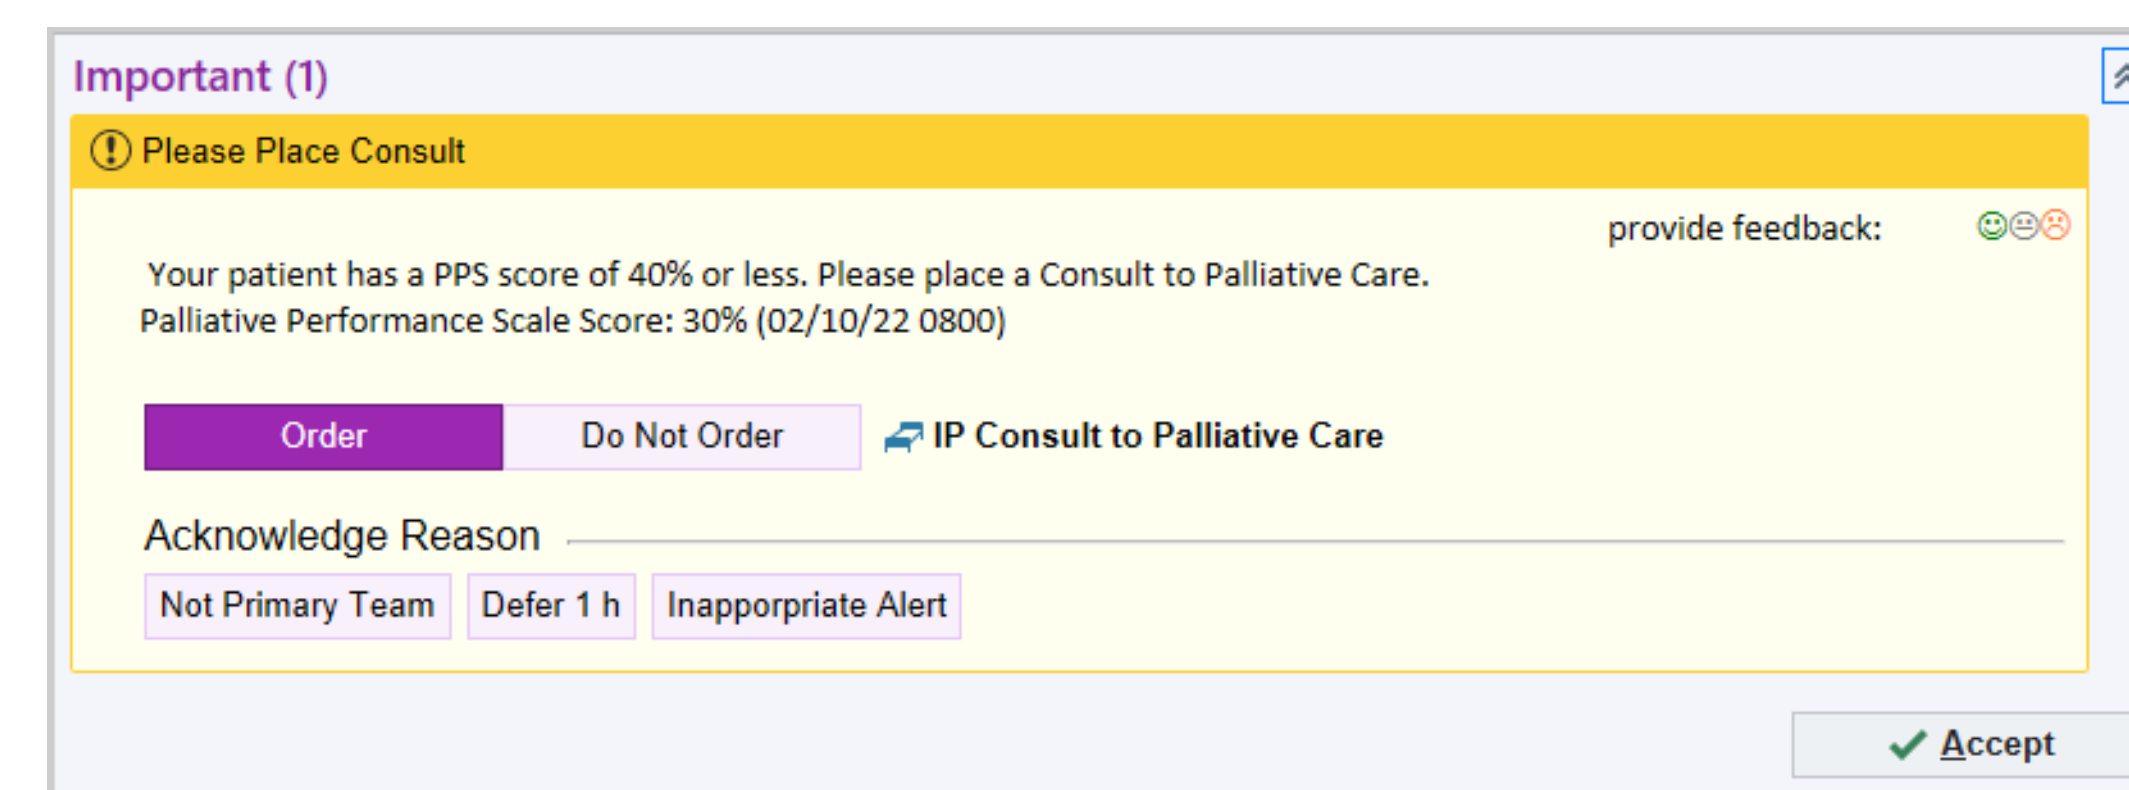 Important (1)
Please Place Consult
provide feedback:
Your patient has a PPS score of 40% or less. Please place a Consult to Palliative Care.
Palliative Performance Scale Score: 30% (02/10/22 0800)
Order Do Not Order IP Consult to Palliative Care
Acknowledge Reason
Not Primary Team Defer 1 h Inapporpriate Alert
Accept